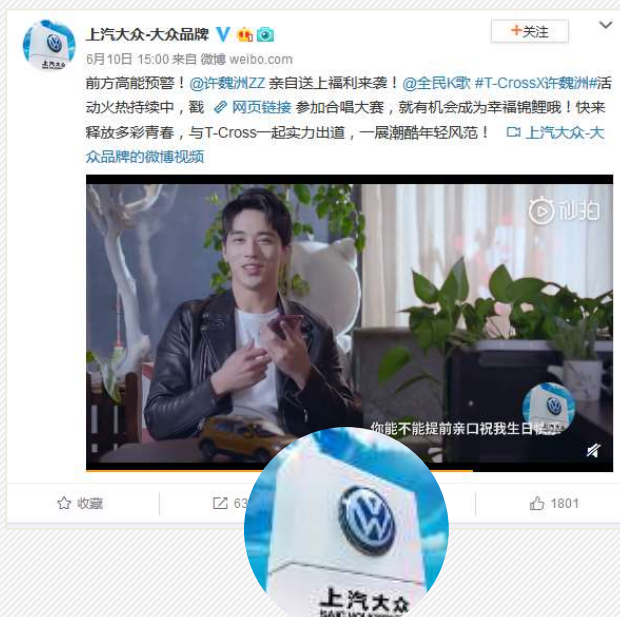 上汽大众-大众品牌
+关注
6月10日 15:00 来自 微博 weibo.com
前方高能预警！@许魏洲ZZ 亲自送上福利来袭！@全民K歌 #T-CrossX许魏洲#活
动火热持续中，戳 网页链接 参加合唱大赛，就有机会成为幸福锦鲤哦！快来
释放多彩青春，与T-Cross一起实力出道，一展潮酷年轻风范！ 上汽大众-大
众品牌的微博视频
秒拍
你能不能提前亲口祝我生日快乐
收藏
63
1801
上汽大众